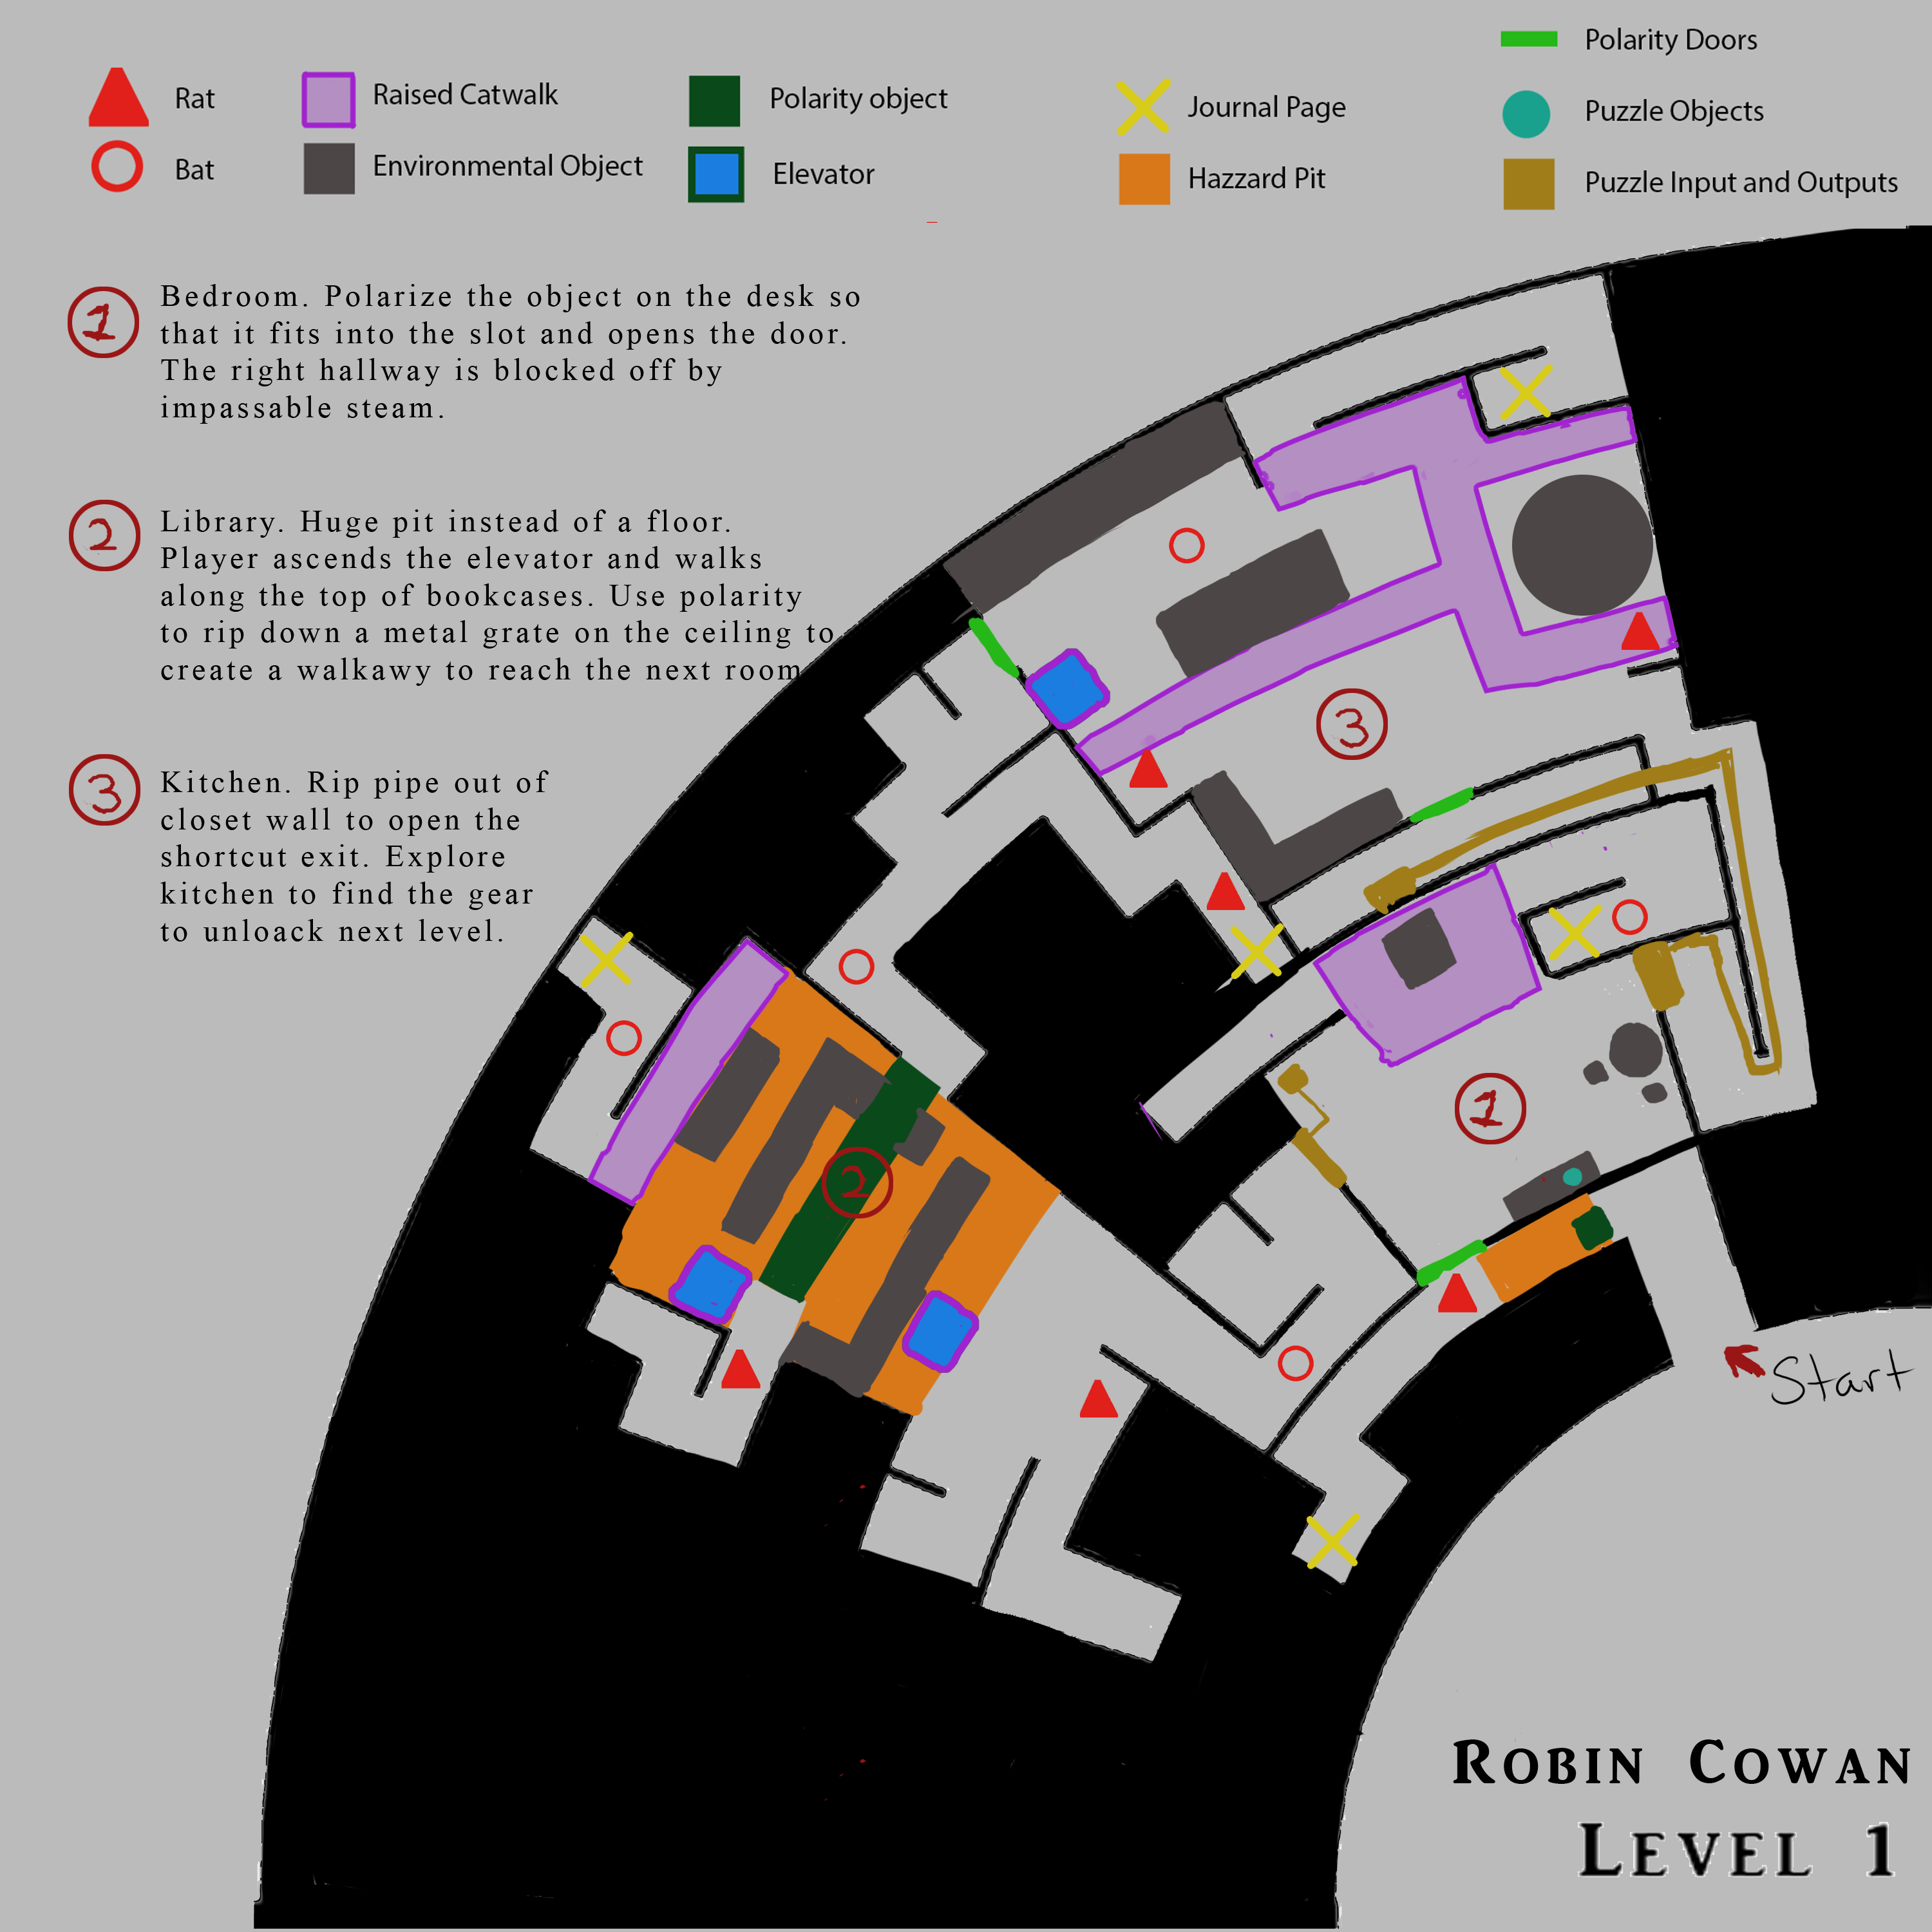 Polarity Doors
Rat
Raised Catwalk
Polarity object
Journal Page
Puzzle Objects
Bat
Environmental Object
Elevator
Hazzard Pit
Puzzle Input and Outputs
1
Bedroom. Polarize the object on the desk so
that it fits into the slot and opens the door.
The right hallway is blocked off by
impassable steam.
2
Library. Huge pit instead of a floor.
Player ascends the elevator and walks
along the top of bookcases. Use polarity
to rip down a metal grate on the ceiling to
create a walkawy to reach the next room
3
Kitchen. Rip pipe out of
closet wall to open the
shortcut exit. Explore
kitchen to find the gear
to unloack next level.
3
1
2
Start
ROBIN COWAN
LEVEL 1